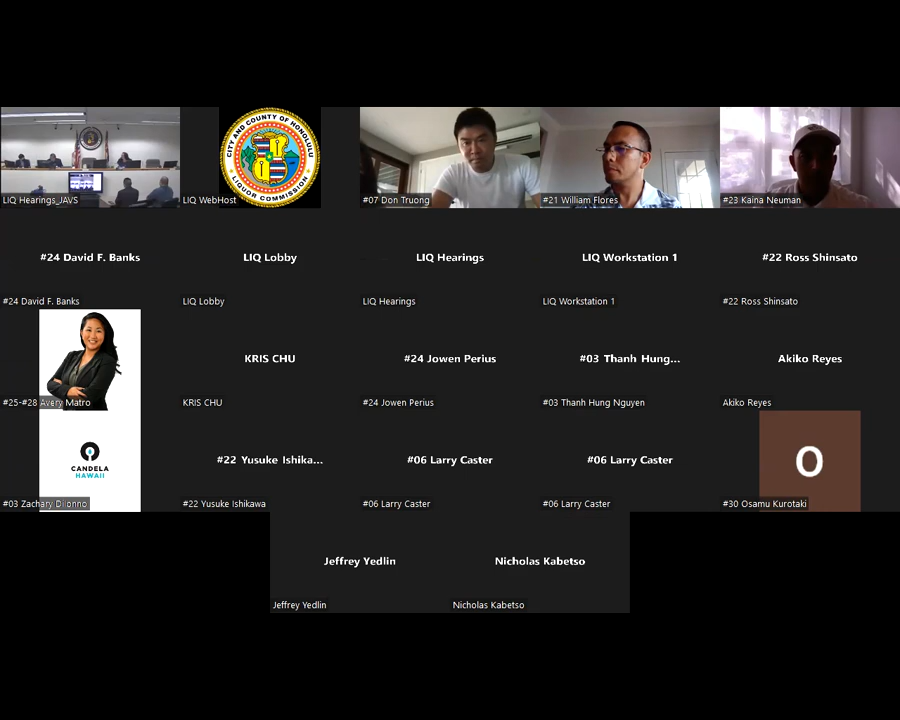 CITY AND COUNTY OF HONOLULU
LIQUOR COMMISSION
LIQ Hearings_JAVS
LIQ WebHost
#07 Don Truong
#21 William Flores
#23 Kaina Neuman
#24 David F. Banks
LIQ Lobby
LIQ Hearings
LIQ Workstation 1
#22 Ross Shinsato
#24 David F. Banks
LIQ Lobby
LIQ Hearings
LIQ Workstation 1
#22 Ross Shinsato
KRIS CHU
#24 Jowen Perius
#03 Thanh Hung...
Akiko Reyes
#25-#28 Avery Matro
KRIS CHU
#24 Jowen Perius
#03 Thanh Hung Nguyen
Akiko Reyes
CANDELA
HAWAII
#22 Yusuke Ishika...
#06 Larry Caster
#06 Larry Caster
O
#03 Zachary DiIonno
#22 Yusuke Ishikawa
#06 Larry Caster
#06 Larry Caster
#30 Osamu Kurotaki
Jeffrey Yedlin
Nicholas Kabetso
Jeffrey Yedlin
Nicholas Kabetso